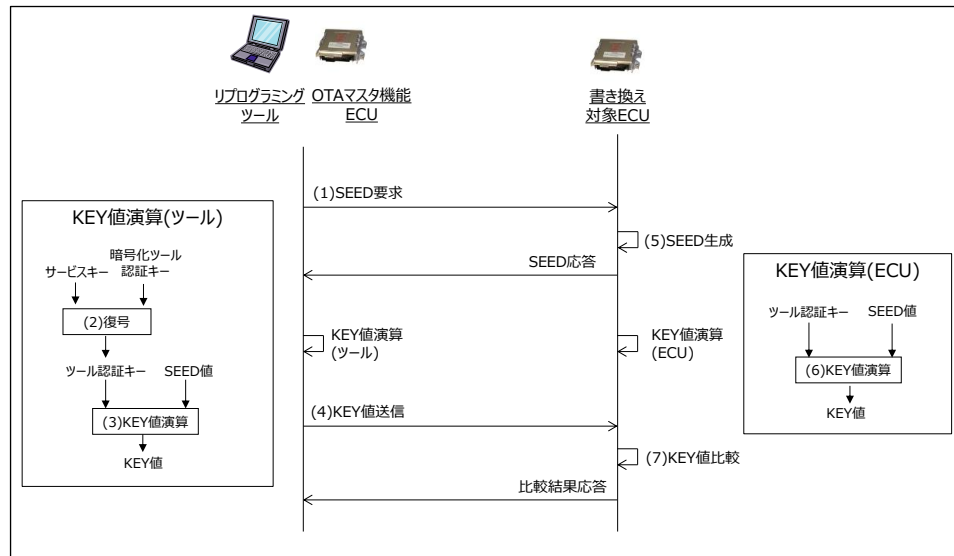 リプログラミング
ツール
OTAマスタ機能
ECU
書き換え
対象ECU
(1)SEED要求
(5)SEED生成
SEED応答
KEY値演算
(ツール)
KEY値演算
(ECU)
(4)KEY値送信
(7)KEY値比較
比較結果応答
KEY値演算(ツール)
サービスキー
暗号化ツール
認証キー
(2)復号
ツール認証キー
SEED値
(3)KEY値演算
KEY値
KEY値演算(ECU)
ツール認証キー
SEED値
(6)KEY値演算
KEY値